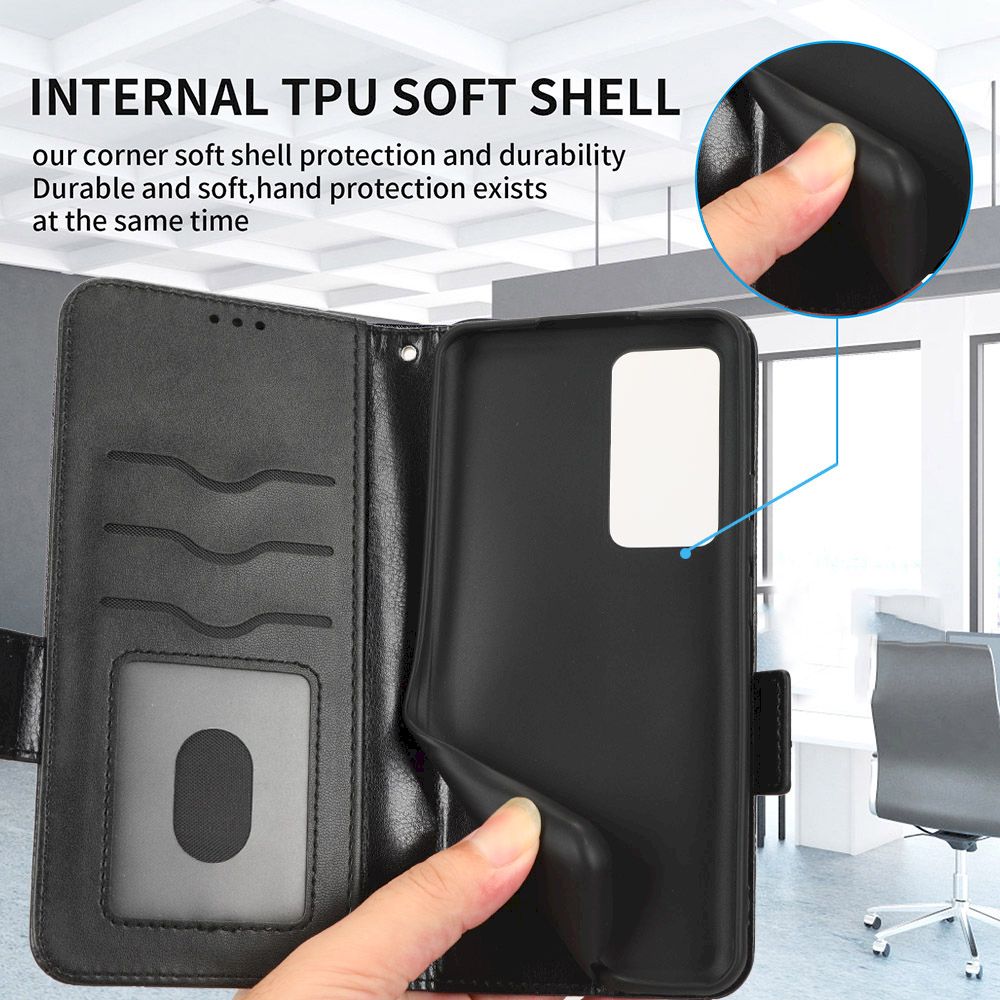 INTERNAL TPU SOFT SHELL
our corner soft shell protection and durability
Durable and soft,hand protection exists
at the same time